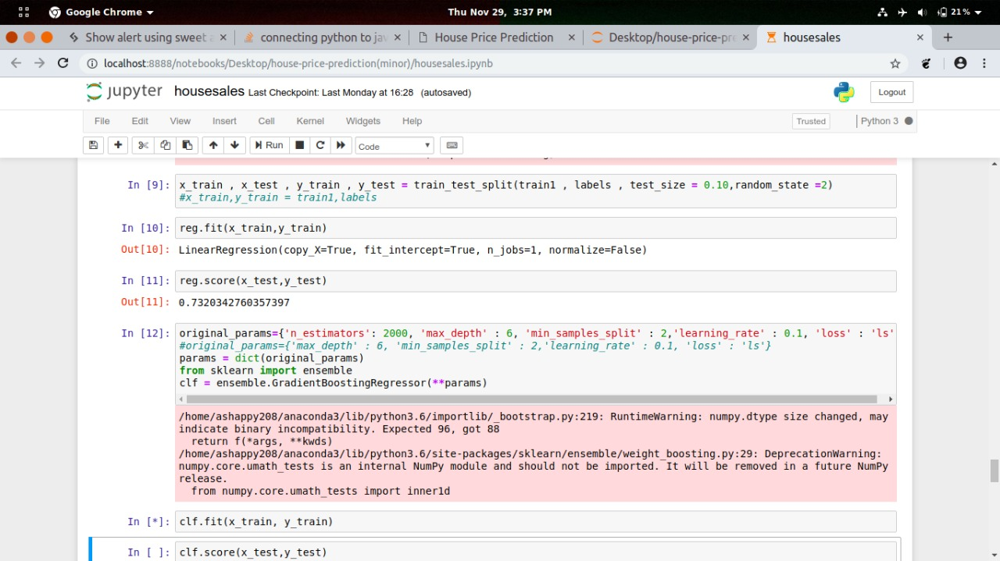 Google Chrome
Thu Nov 29, 3:37 PM
21%
Show alert using sweet a
connecting python to jav
House Price Prediction
Desktop/house-price-pre
housesales
localhost:8888/notebooks/Desktop/house-price-prediction(minor)/housesales.ipynb
jupyter housesales Last Checkpoint: Last Monday at 16:28 (autosaved)
Logout
File Edit View Insert Cell Kernel Widgets Help
Trusted
Python 3
Run
Code
In [9]: x_train , x_test , y_train , y_test = train_test_split(train1 , labels , test_size = 0.10,random_state =2)
#x_train,y_train = train1,labels
In [10]: reg.fit(x_train,y_train)
Out[10]: LinearRegression(copy_X=True, fit_intercept=True, n_jobs=1, normalize=False)
In [11]: reg.score(x_test,y_test)
Out[11]: 0.7320342760357397
In [12]: original_params={'n_estimators': 2000, 'max_depth' : 6, 'min_samples_split' : 2,'learning_rate' : 0.1, 'loss' : 'ls'
#original_params={'max_depth' : 6, 'min_samples_split' : 2,'learning_rate' : 0.1, 'loss' : 'ls'}
params = dict(original_params)
from sklearn import ensemble
clf = ensemble.GradientBoostingRegressor(**params)
/home/ashappy208/anaconda3/lib/python3.6/importlib/_bootstrap.py:219: RuntimeWarning: numpy.dtype size changed, may
indicate binary incompatibility. Expected 96, got 88
return f(*args, **kwds)
/home/ashappy208/anaconda3/lib/python3.6/site-packages/sklearn/ensemble/weight_boosting.py:29: DeprecationWarning:
numpy.core.umath_tests is an internal NumPy module and should not be imported. It will be removed in a future NumPy
release.
from numpy.core.umath_tests import inner1d
In [*]: clf.fit(x_train, y_train)
In [ ]: clf.score(x_test,y_test)